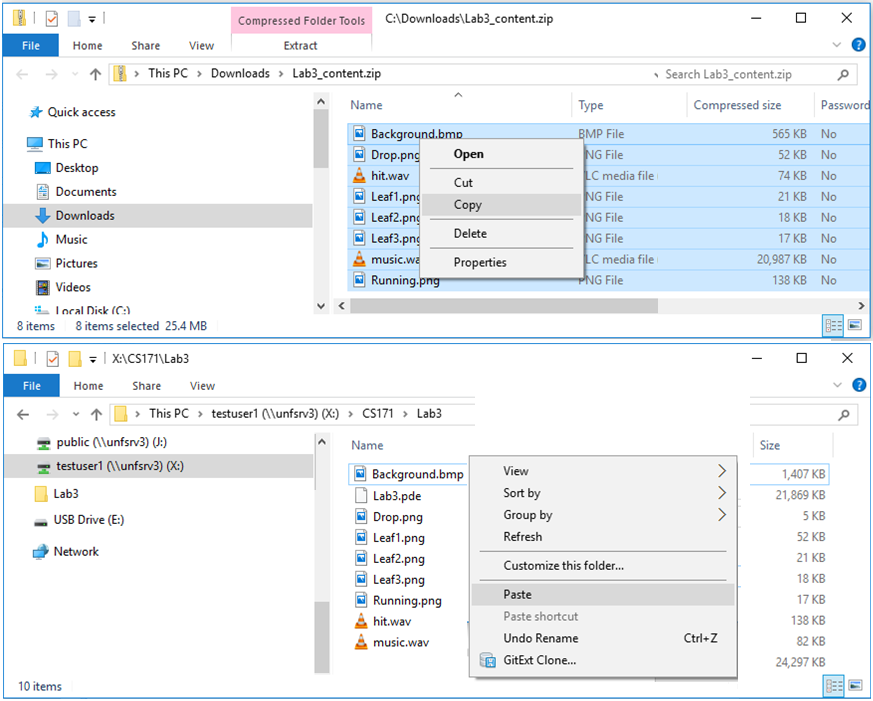 Compressed Folder Tools C:\Downloads\Lab3_content.zip
File Home Share View Extract
This PC Downloads Lab3_content.zip Search Lab3_content.zip
Quick access
This PC
Desktop
Documents
Downloads
Music
Pictures
Videos
Local Disk (C:)
Name Type Compressed size Password
Background.bmp BMP File 565 KB No
Drop.png NG File 52 KB No
hit.wav LC media file 74 KB No
Leaf1.png NG File 21 KB No
Leaf2.png NG File 18 KB No
Leaf3.png NG File 17 KB No
music.wa LC media file 20,987 KB No
Running.png PNG File 138 KB No
Open
Cut
Copy
Delete
Properties
8 items 8 items selected 25.4 MB
X:\CS171\Lab3
File Home Share View
This PC testuser1 (\\unfsrv3) (X:) CS171 Lab3
public (\\unfsrv3) (J:)
testuser1 (\\unfsrv3) (X:)
Lab3
USB Drive (E:)
Network
Name Size
Background.bmp
Lab3.pde
Drop.png
Leaf1.png
Leaf2.png
Leaf3.png
Running.png
hit.wav
music.wav
View
Sort by
Group by
Refresh
Customize this folder...
Paste
Paste shortcut
Undo Rename Ctrl+Z
GitExt Clone...
1,407 KB
21,869 KB
5 KB
52 KB
21 KB
18 KB
17 KB
138 KB
82 KB
24,297 KB
10 items